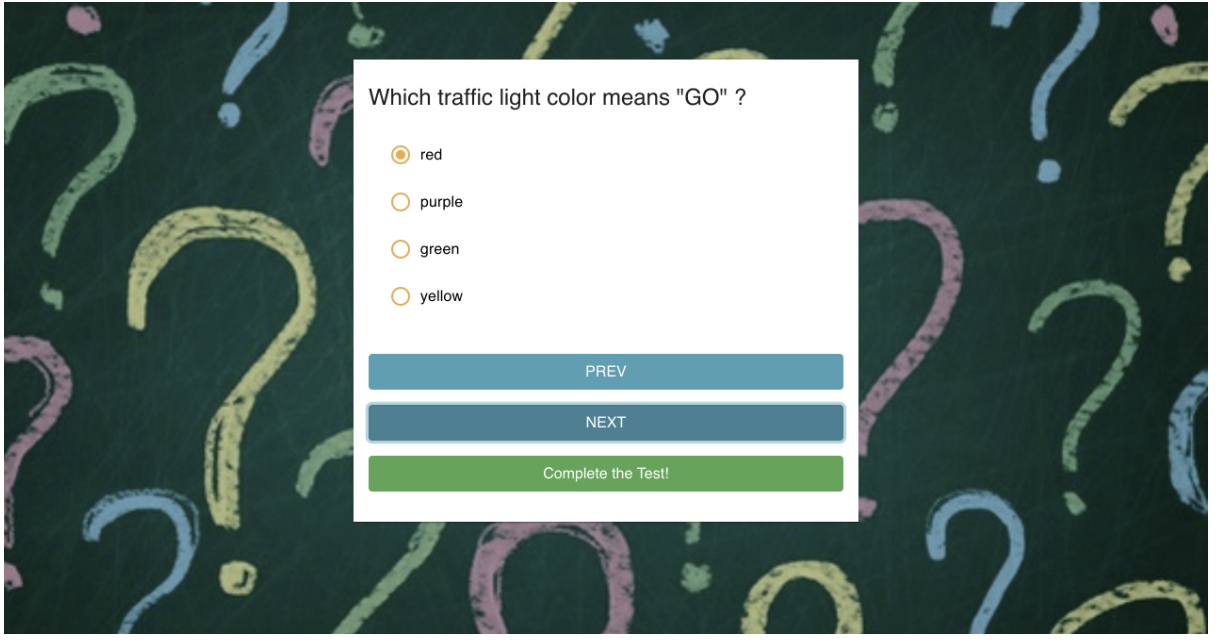 Which traffic light color means "GO" ?
red
purple
green
yellow
PREV
NEXT
Complete the Test!